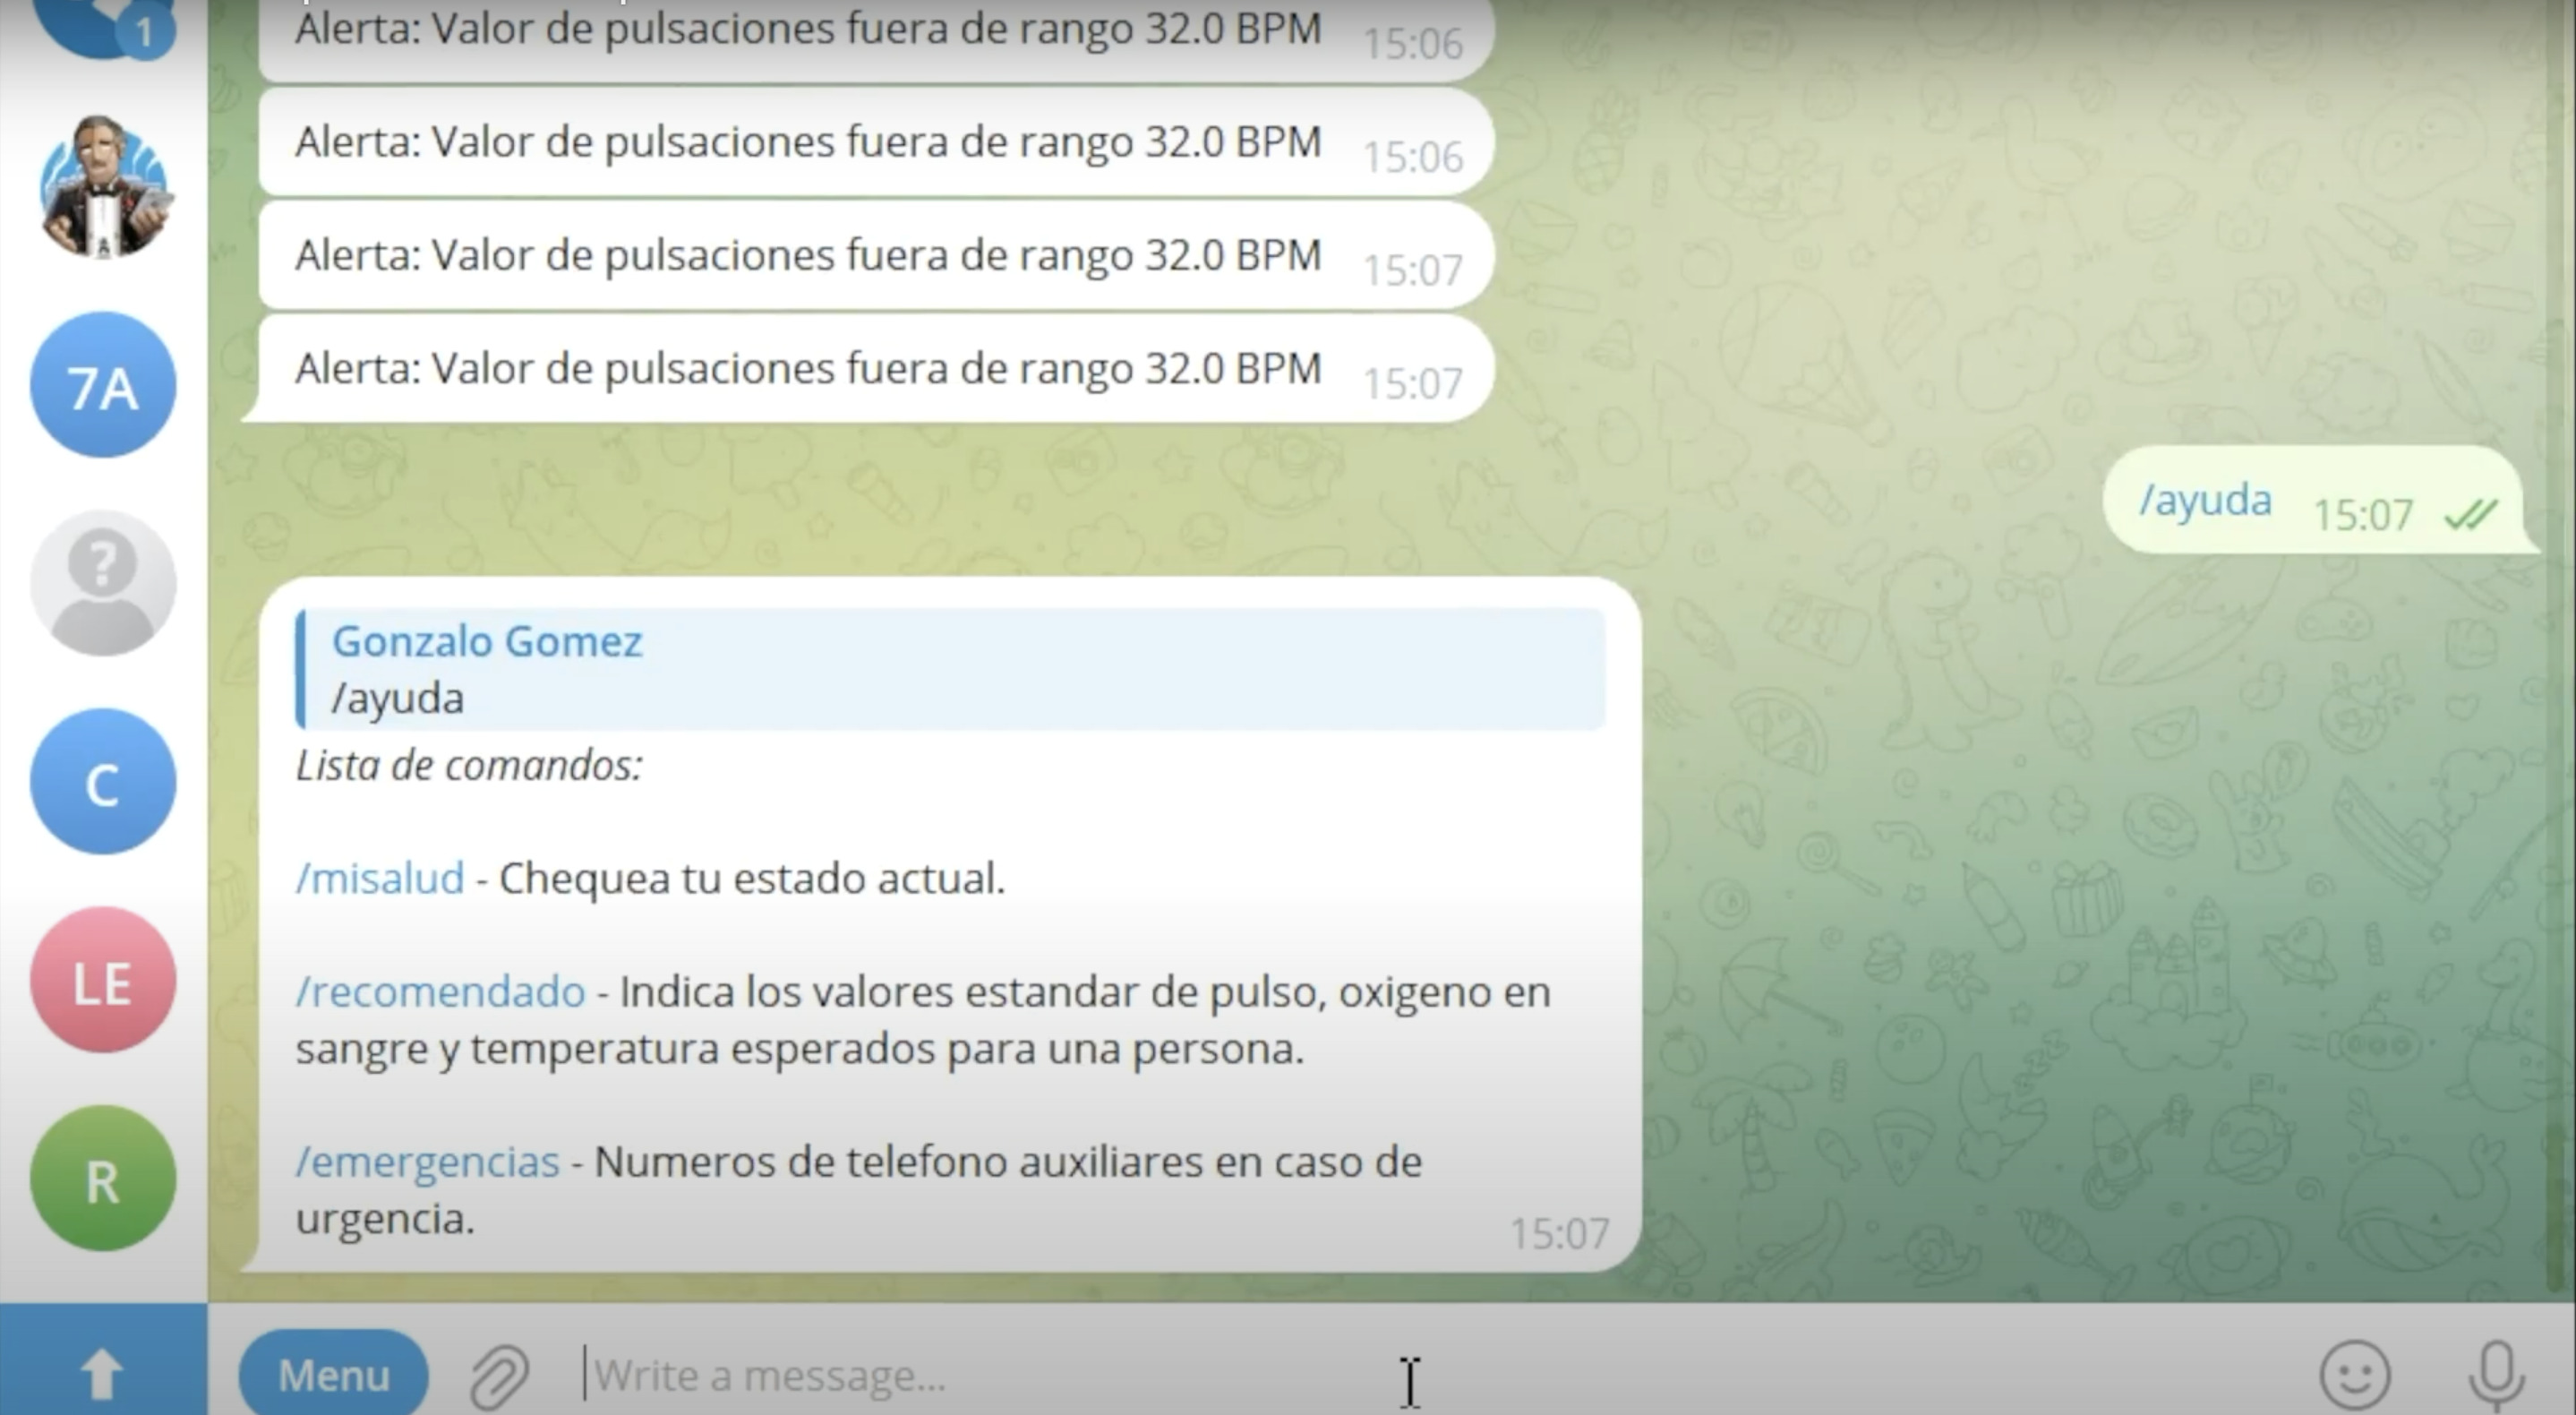 1
Alerta: Valor de pulsaciones fuera de rango 32.0 BPM 15:06
Alerta: Valor de pulsaciones fuera de rango 32.0 BPM 15:06
Alerta: Valor de pulsaciones fuera de rango 32.0 BPM 15:07
7A
Alerta: Valor de pulsaciones fuera de rango 32.0 BPM 15:07
/ayuda 15:07
?
Gonzalo Gomez
/ayuda
Lista de comandos:
C
/misalud - Chequea tu estado actual.
LE
/recomendado - Indica los valores estandar de pulso, oxigeno en
sangre y temperatura esperados para una persona.
R
/emergencias - Numeros de telefono auxiliares en caso de
urgencia. 15:07
Menu
Write a message...